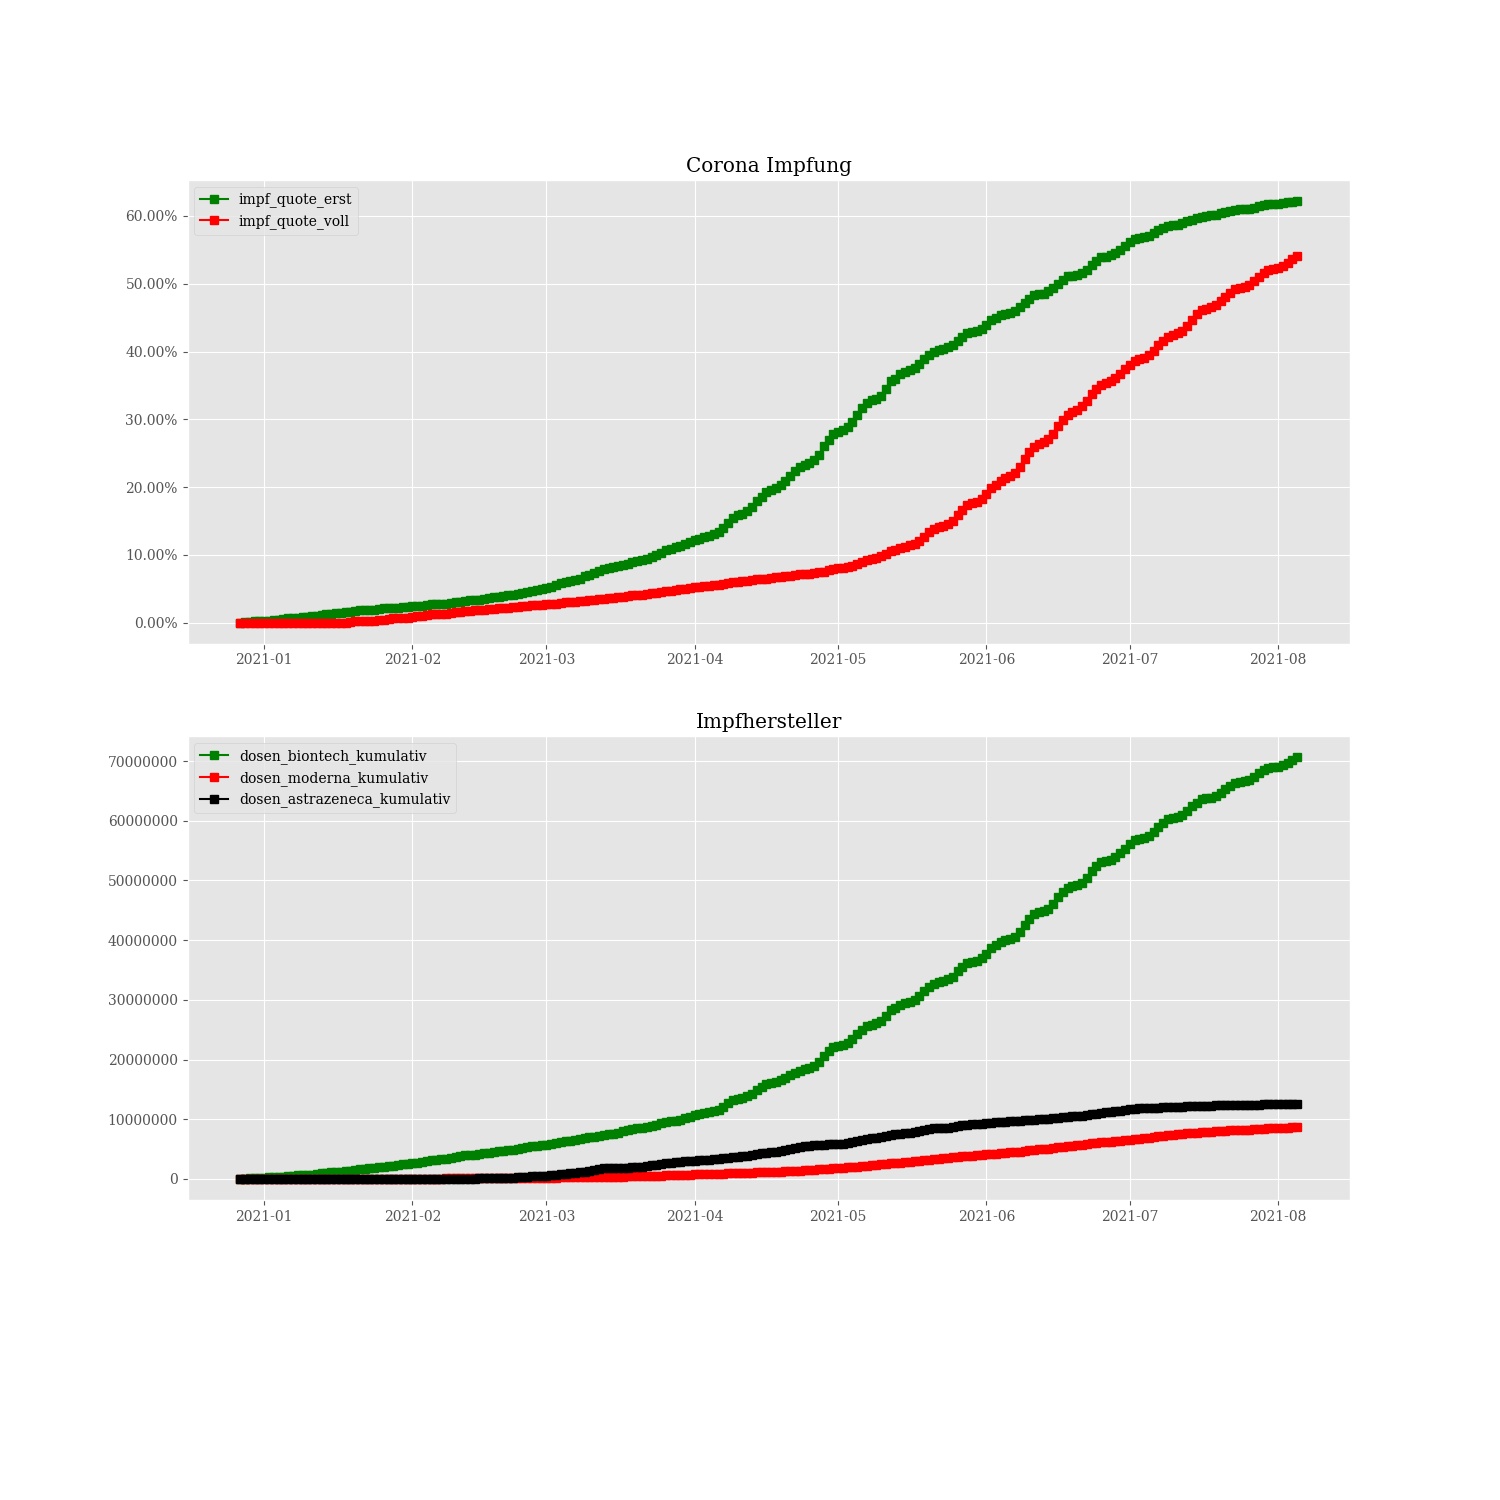 Corona Impfung
impf_quote_erst
impf_quote_voll
60.00%
50.00%
40.00%
30.00%
20.00%
10.00%
0.00%
2021-01 2021-02 2021-03 2021-04 2021-05 2021-06 2021-07 2021-08
Impfhersteller
dosen_biontech_kumulativ
dosen_moderna_kumulativ
dosen_astrazeneca_kumulativ
70000000
60000000
50000000
40000000
30000000
20000000
10000000
0
2021-01 2021-02 2021-03 2021-04 2021-05 2021-06 2021-07 2021-08